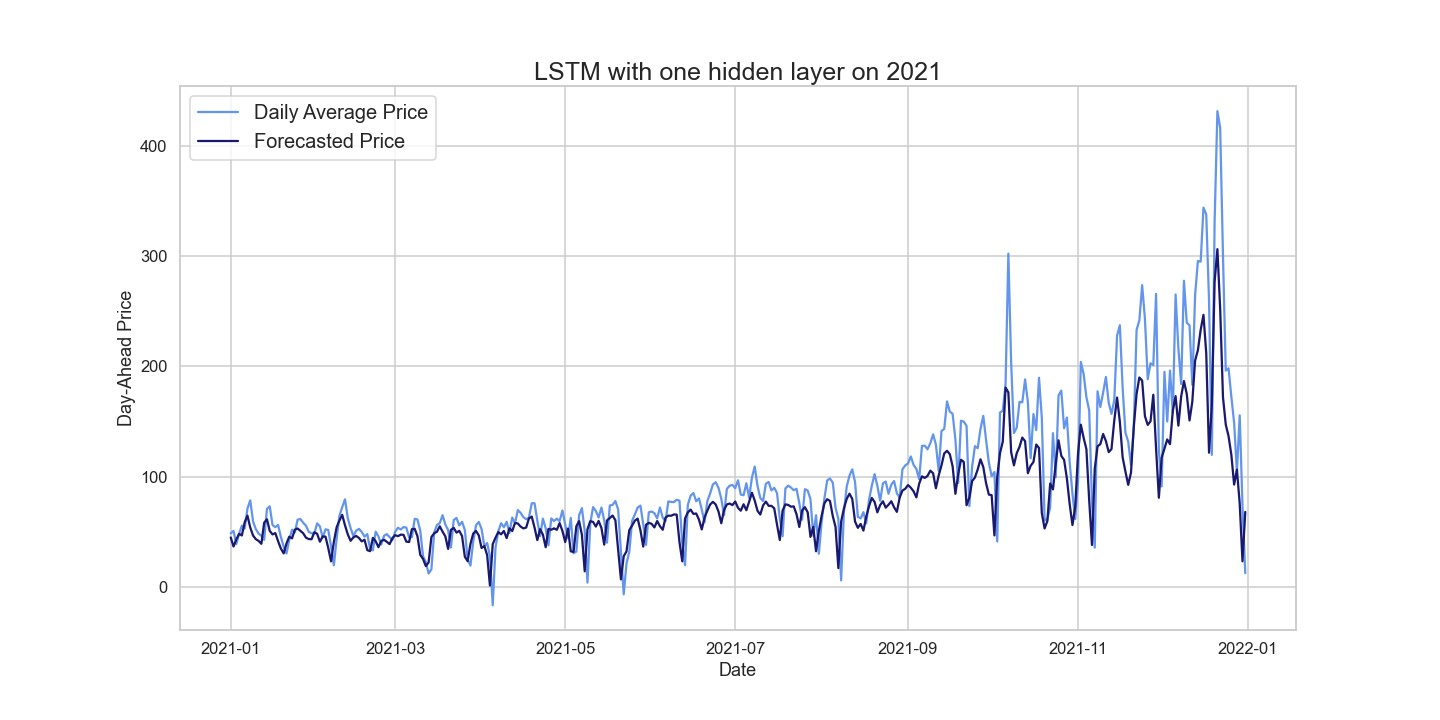 LSTM with one hidden layer on 2021
Daily Average Price
Forecasted Price
Day-Ahead Price
400
300
200
100
0
2021-01
2021-03
2021-05
2021-07
2021-09
2021-11
2022-01
Date